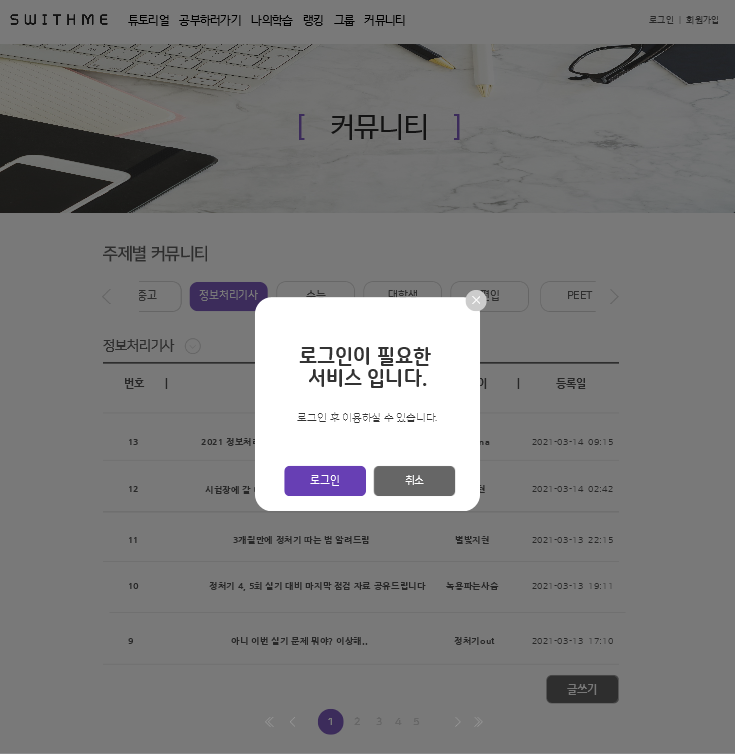 SWITHME 튜토리얼 공부하러가기 나의학습 랭킹 그룹 커뮤니티 로그인 | 회원가입
[ 커뮤니티 ]
주제별 커뮤니티
중고 정보처리기사 수능 대학생 편입 PEET
정보처리기사
로그인이 필요한
서비스 입니다.
로그인 후 이용하실 수 있습니다.
로그인 취소
번호 | 이 | 등록일
13 2021 정보처리 na 2021-03-14 09:15
12 시험장에 갈 2021-03-14 02:42
11 3개월만에 정처기 따는 법 알려드림 별빛지현 2021-03-13 22:15
10 정처기 4, 5회 실기 대비 마지막 점검 자료 공유드립니다 녹용파는사슴 2021-03-13 19:11
9 아니 이번 실기 문제 뭐야? 이상해.. 정처기out 2021-03-13 17:10
글쓰기
1 2 3 4 5